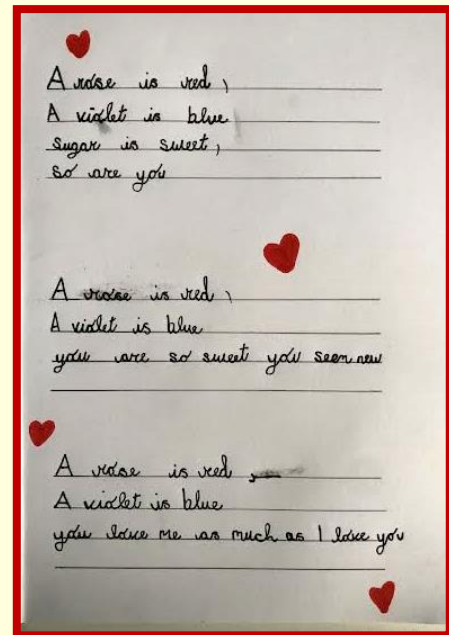 A rose is red,
A violet is blue
sugar is sweet,
so are you
A rose is red,
A violet is blue
you are so sweet you seem new
A rose is red,
A violet is blue
you love me as much as I love you